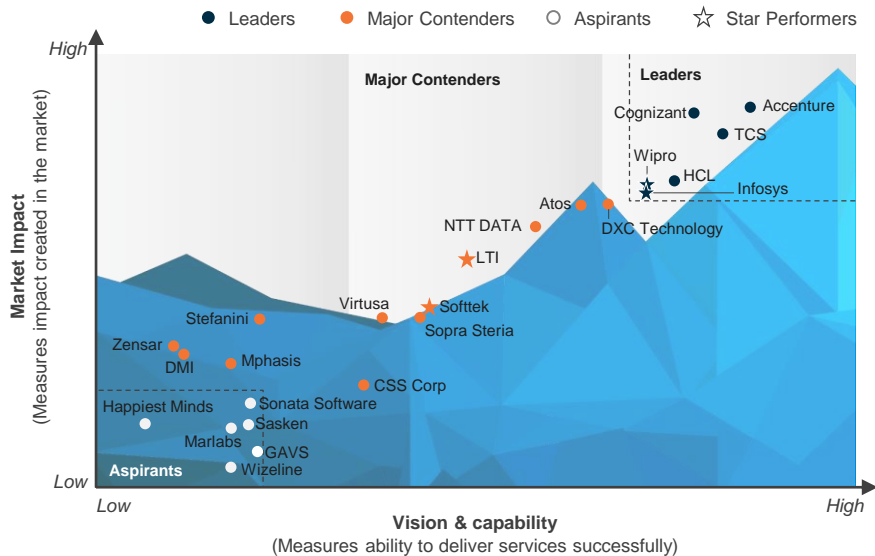 Leaders
Major Contenders
Aspirants
Star Performers
High
Major Contenders
Leaders
Cognizant
Accenture
TCS
Wipro
HCL
Infosys
Atos
DXC Technology
NTT DATA
LTI
Virtusa
Softtek
Sopra Steria
Stefanini
Zensar
DMI
Mphasis
CSS Corp
Happiest Minds
Sonata Software
Sasken
Marlabs
GAVS
Aspirants
Wizeline
Market Impact
(Measures impact created in the market)
Low
Low
High
Vision & capability
(Measures ability to deliver services successfully)